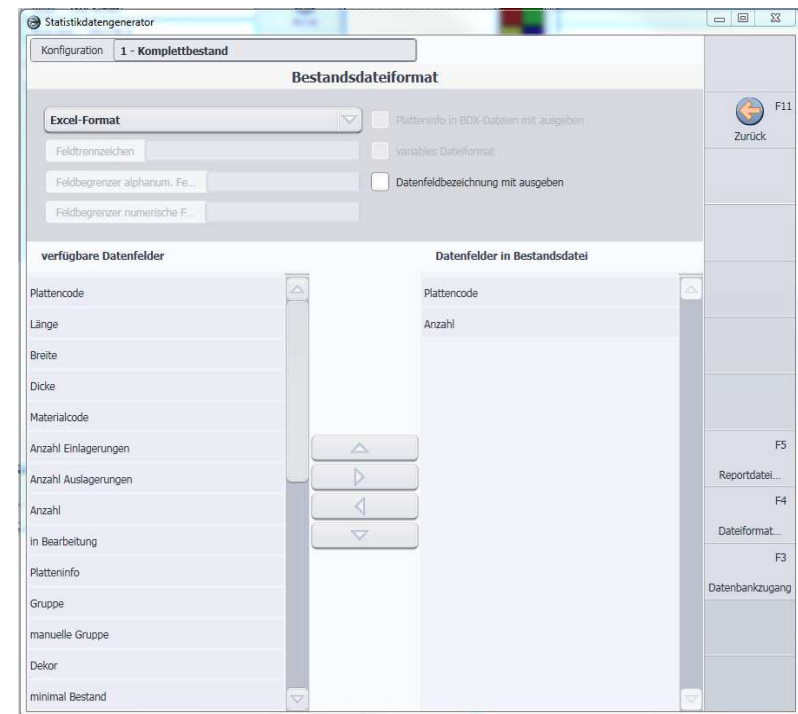 Statistikdatengenerator
Konfiguration 1 - Komplettbestand
Bestandsdateiformat
Excel-Format
Platteninfo in BDX-Dateien mit ausgeben
Feldtrennzeichen
variables Dateiformat
Feldbegrenzer alphanum. Fe...
Datenfeldbezeichnung mit ausgeben
Feldbegrenzer numerische F...
F11
Zurück
verfügbare Datenfelder
Datenfelder in Bestandsdatei
Plattencode
Länge
Breite
Dicke
Materialcode
Anzahl Einlagerungen
Anzahl Auslagerungen
Anzahl
in Bearbeitung
Platteninfo
Gruppe
manuelle Gruppe
Dekor
minimal Bestand
Plattencode
Anzahl
F5
Reportdatei...
F4
Dateiformat...
F3
Datenbankzugang